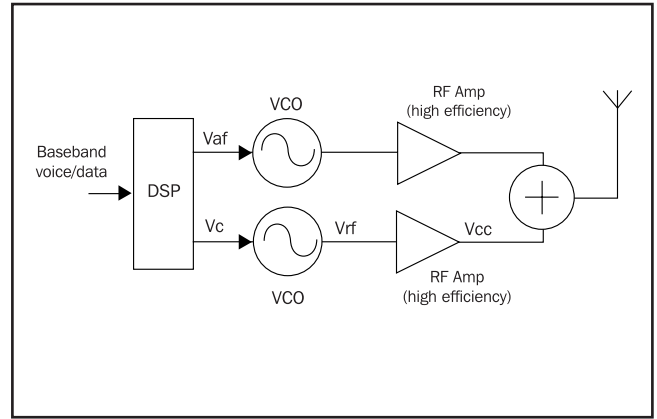 VCO
RF Amp
(high efficiency)
Vaf
Baseband
voice/data
DSP
Vc
Vrf
Vcc
VCO
RF Amp
(high efficiency)